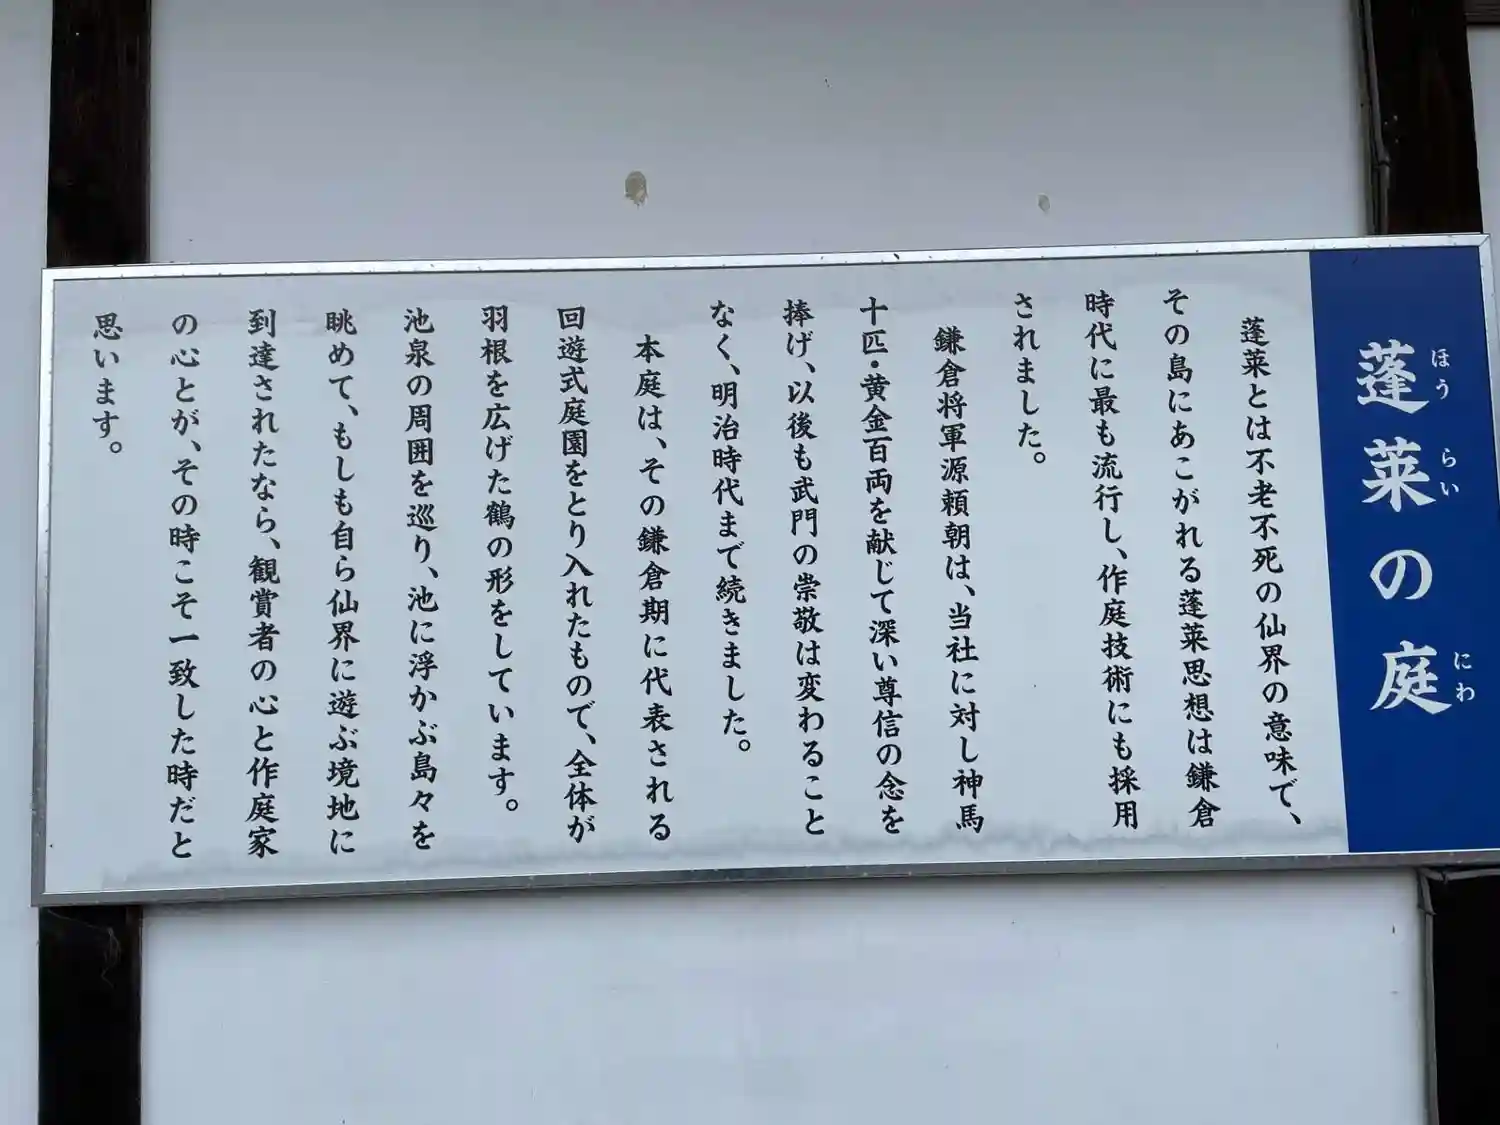 蓬莱の庭
ほう
らい
にわ
蓬莱とは不老不死の仙界の意味で、
その島にあこがれる蓬莱思想は鎌倉
時代に最も流行し、作庭技術にも採用
されました。
鎌倉将軍源頼朝は、当社に対し神馬
十匹・黄金百両を献じて深い尊信の念を
捧げ、以後も武門の崇敬は変わること
なく、明治時代まで続きました。
本庭は、その鎌倉期に代表される
回遊式庭園をとり入れたもので、全体が
羽根を広げた鶴の形をしています。
池泉の周囲を巡り、池に浮かぶ島々を
眺めて、もしも自ら仙界に遊ぶ境地に
到達されたなら、観賞者の心と作庭家
の心とが、その時こそ一致した時だと
思います。